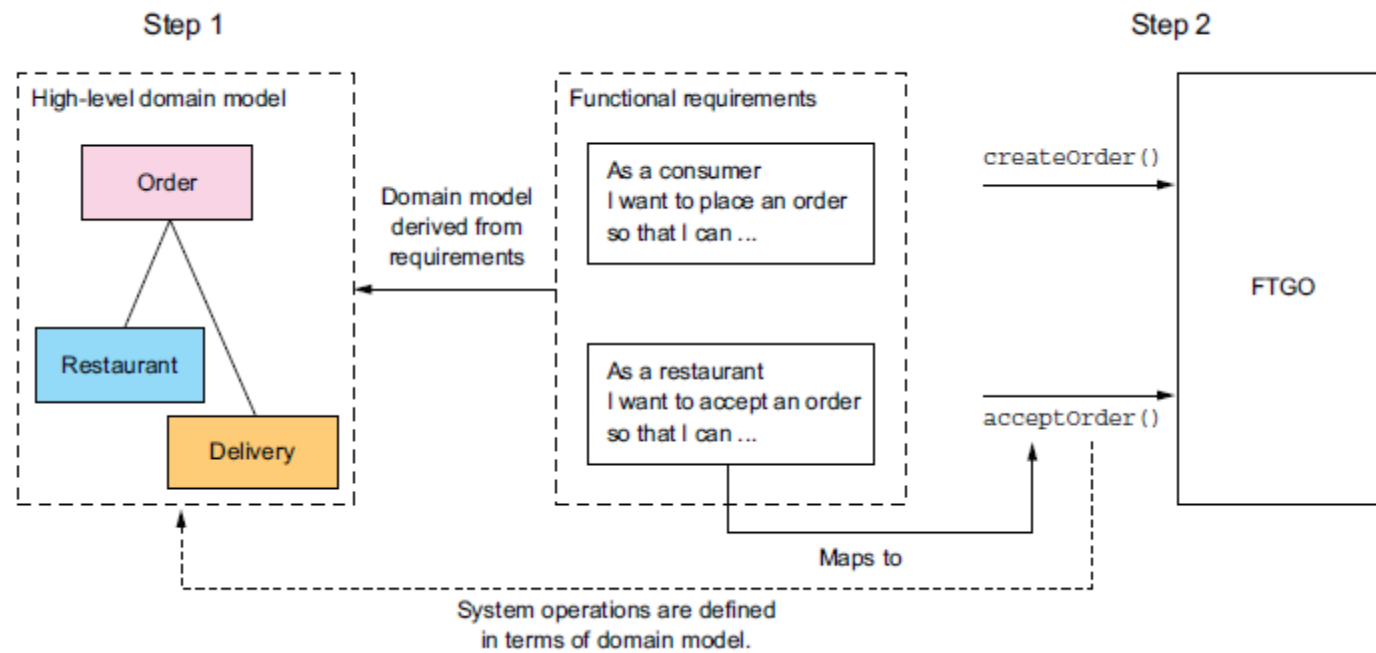 Step 1
Step 2
High-level domain model
Order
Restaurant
Delivery
Domain model
derived from
requirements
Functional requirements
As a consumer
I want to place an order
so that I can ...
As a restaurant
I want to accept an order
so that I can ...
createOrder()
acceptOrder()
FTGO
Maps to
System operations are defined
in terms of domain model.